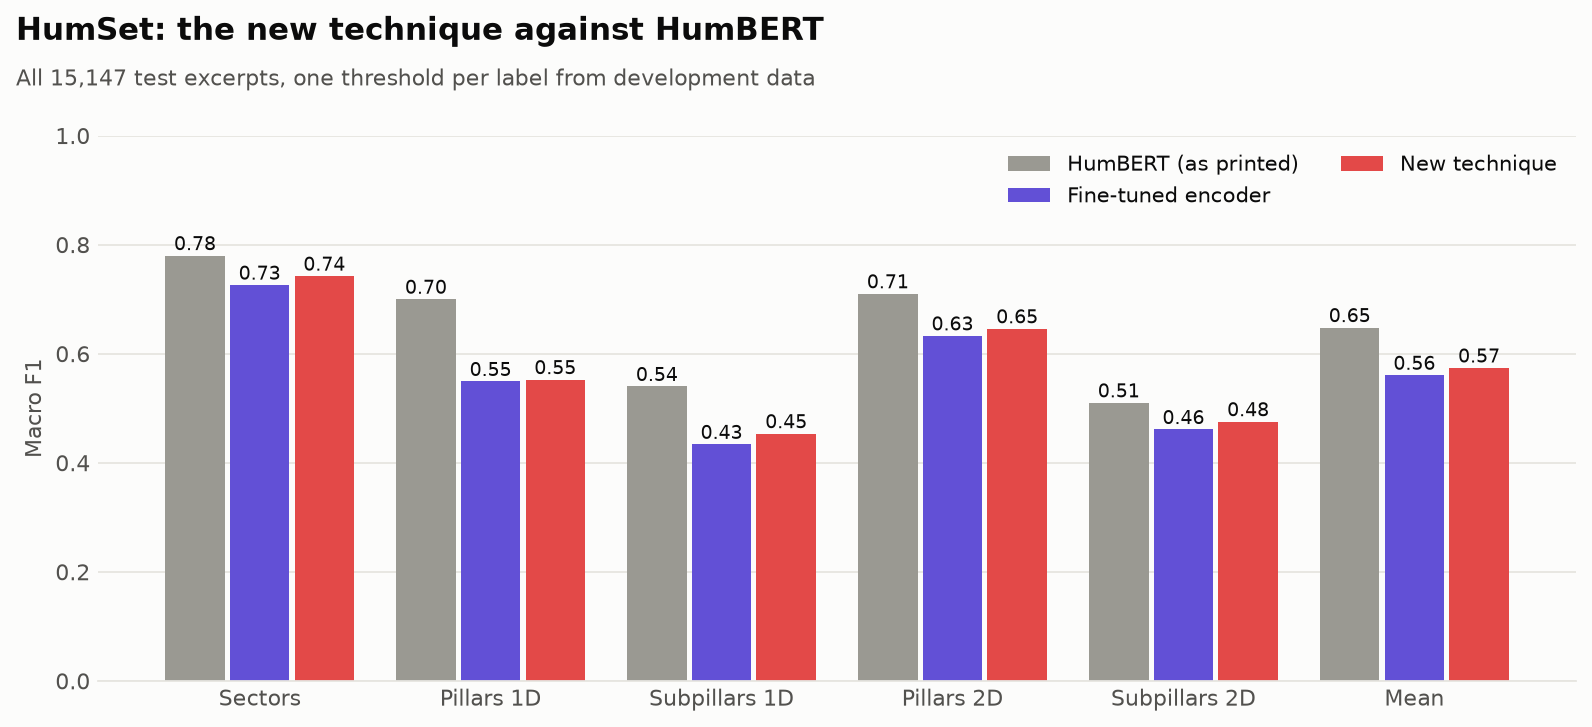 HumSet: the new technique against HumBERT
All 15,147 test excerpts, one threshold per label from development data
HumBERT (as printed)
Fine-tuned encoder
New technique
Macro F1
1.0
0.8
0.6
0.4
0.2
0.0
0.78 0.73 0.74
0.70 0.55 0.55
0.54 0.43 0.45
0.71 0.63 0.65
0.51 0.46 0.48
0.65 0.56 0.57
Sectors Pillars 1D Subpillars 1D Pillars 2D Subpillars 2D Mean